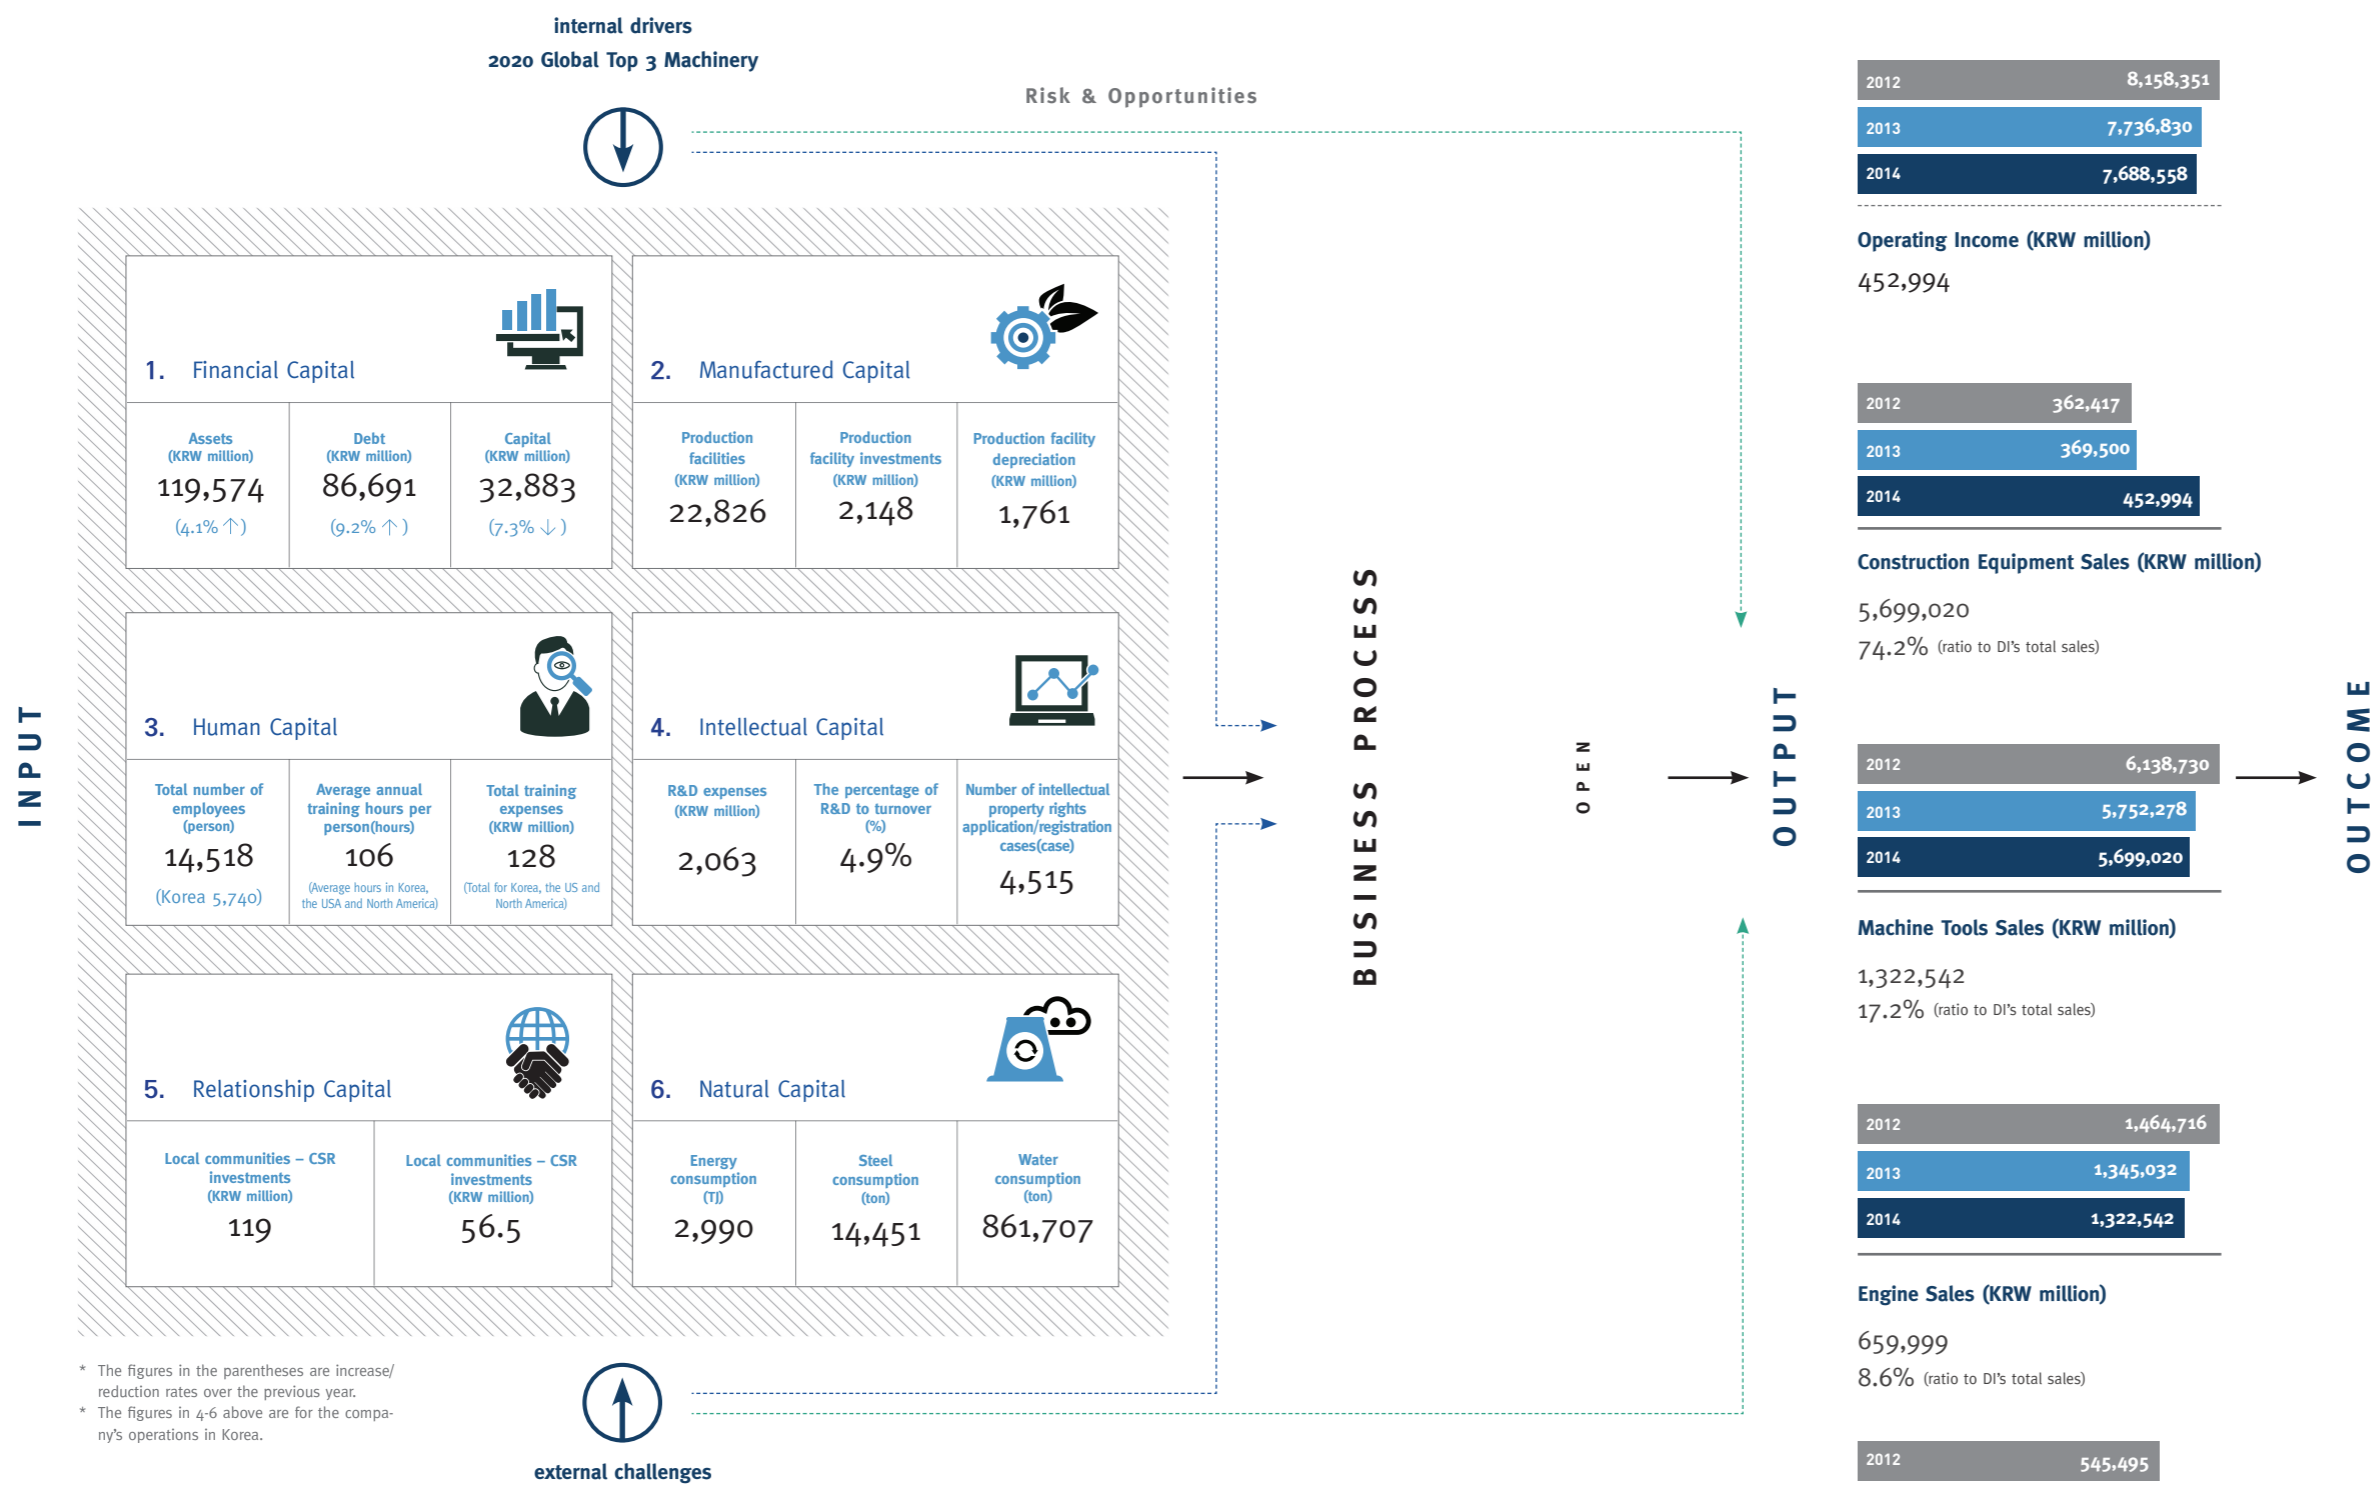 internal drivers
2020 Global Top 3 Machinery
Risk & Opportunities
INPUT
1. Financial Capital
Assets
(KRW million)
119,574
(4.1% ↑)
Debt
(KRW million)
86,691
(9.2% ↑)
Capital
(KRW million)
32,883
(7.3% ↓)
2. Manufactured Capital
Production
facilities
(KRW million)
22,826
Production
facility investments
(KRW million)
2,148
Production facility
depreciation
(KRW million)
1,761
3. Human Capital
Total number of
employees
(person)
14,518
(Korea 5,740)
Average annual
training hours per
person(hours)
106
(Average hours in Korea,
the USA and North America)
Total training
expenses
(KRW million)
128
(Total for Korea, the US and
North America)
4. Intellectual Capital
R&D expenses
(KRW million)
2,063
The percentage of
R&D to turnover
(%)
4.9%
Number of intellectual
property rights
application/registration
cases(case)
4,515
5. Relationship Capital
Local communities – CSR
investments
(KRW million)
119
Local communities – CSR
investments
(KRW million)
56.5
6. Natural Capital
Energy
consumption
(TJ)
2,990
Steel
consumption
(ton)
14,451
Water
consumption
(ton)
861,707
* The figures in the parentheses are increase/
reduction rates over the previous year.
* The figures in 4-6 above are for the compa-
ny's operations in Korea.
external challenges
BUSINESS PROCESS
OPEN
OUTPUT
2012 8,158,351
2013 7,736,830
2014 7,688,558
Operating Income (KRW million)
452,994
2012 362,417
2013 369,500
2014 452,994
Construction Equipment Sales (KRW million)
5,699,020
74.2% (ratio to DI's total sales)
2012 6,138,730
2013 5,752,278
2014 5,699,020
Machine Tools Sales (KRW million)
1,322,542
17.2% (ratio to DI's total sales)
2012 1,464,716
2013 1,345,032
2014 1,322,542
Engine Sales (KRW million)
659,999
8.6% (ratio to DI's total sales)
2012 545,495
OUTCOME